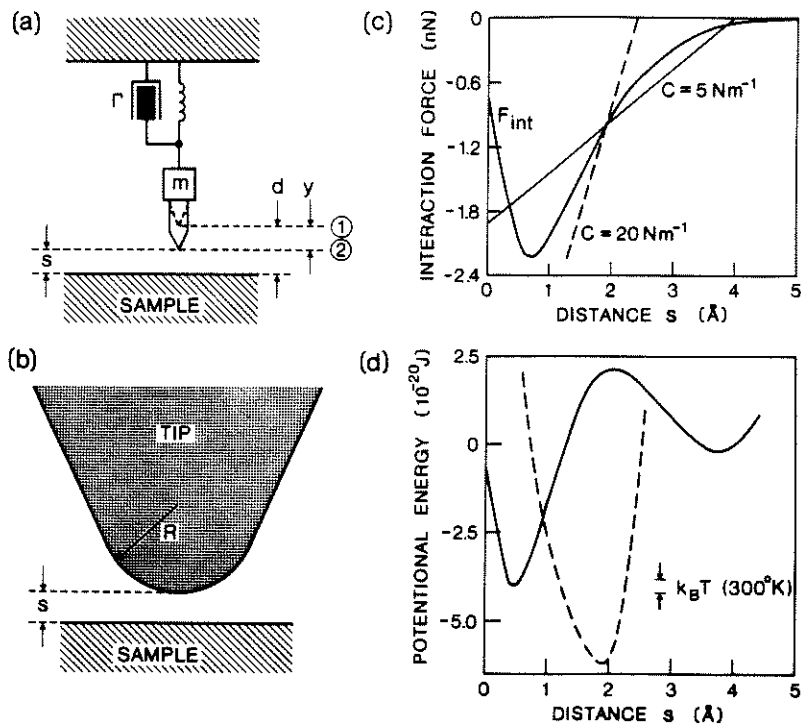 (a)
Γ
m
d
y
①
②
s
SAMPLE
(b)
TIP
R
s
SAMPLE
(c)
INTERACTION FORCE (nN)
0
-0.6
-1.2
-1.8
-2.4
F_int
C = 5 Nm⁻¹
C = 20 Nm⁻¹
0 1 2 3 4 5
DISTANCE s (Å)
(d)
POTENTIONAL ENERGY (10⁻²⁰J)
2.5
0
-2.5
-5.0
k_BT (300°K)
0 1 2 3 4 5
DISTANCE s (Å)